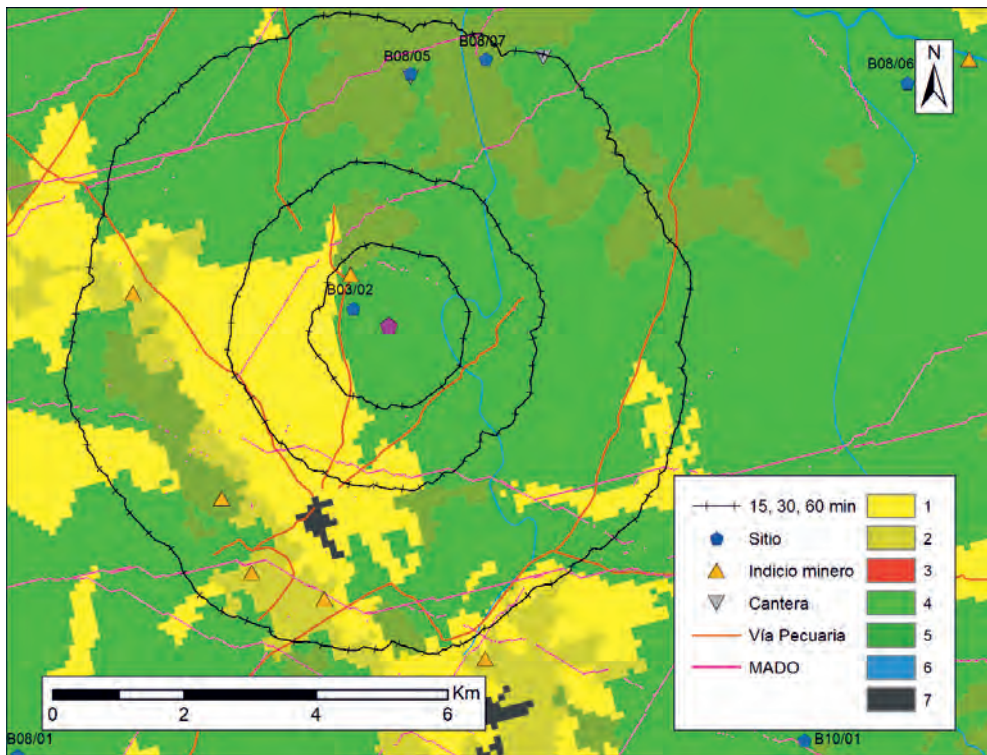 B08/07
B08/05
B08/06
N
B03/02
15, 30, 60 min
Sitio
Indicio minero
Cantera
Vía Pecuaria
MADO
1
2
3
4
5
6
7
Km
0 2 4 6
B08/01
B10/01